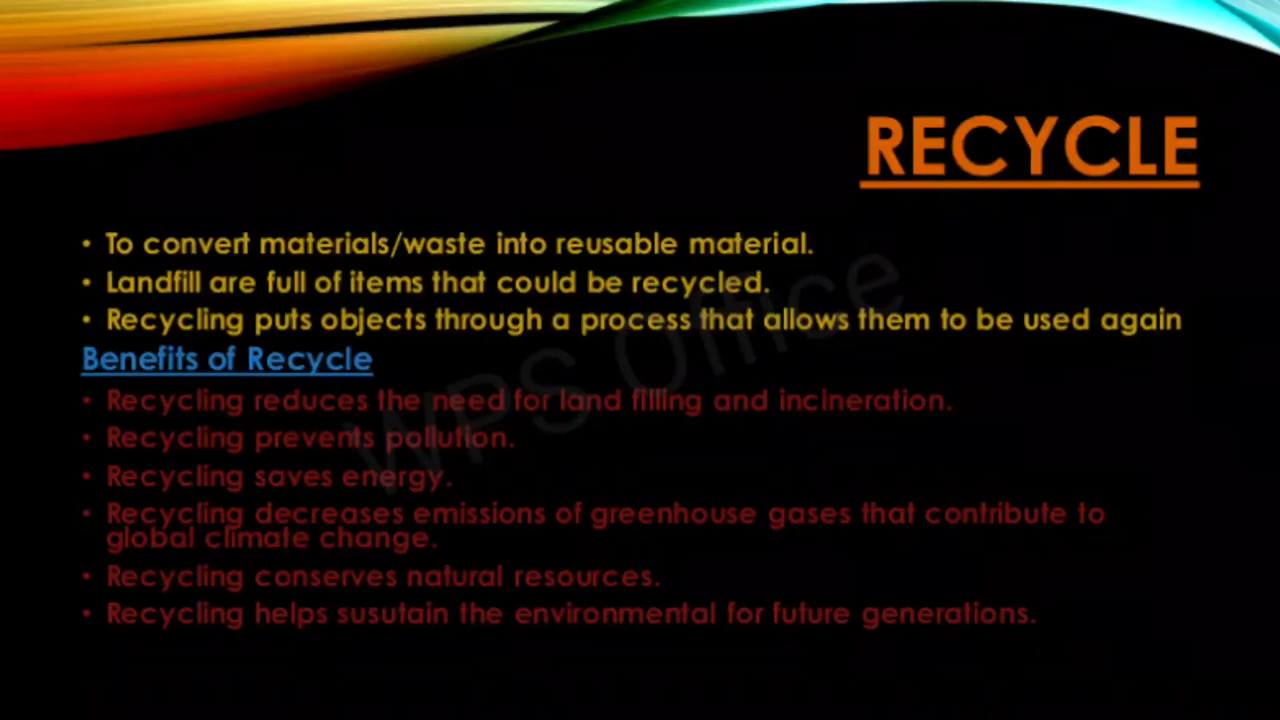 RECYCLE
• To convert materials/waste into reusable material.
• Landfill are full of items that could be recycled.
• Recycling puts objects through a process that allows them to be used again
Benefits of Recycle
• Recycling reduces the need for land filling and incineration.
• Recycling prevents pollution.
• Recycling saves energy.
• Recycling decreases emissions of greenhouse gases that contribute to
global climate change.
• Recycling conserves natural resources.
• Recycling helps susutain the environmental for future generations.
WPS Office